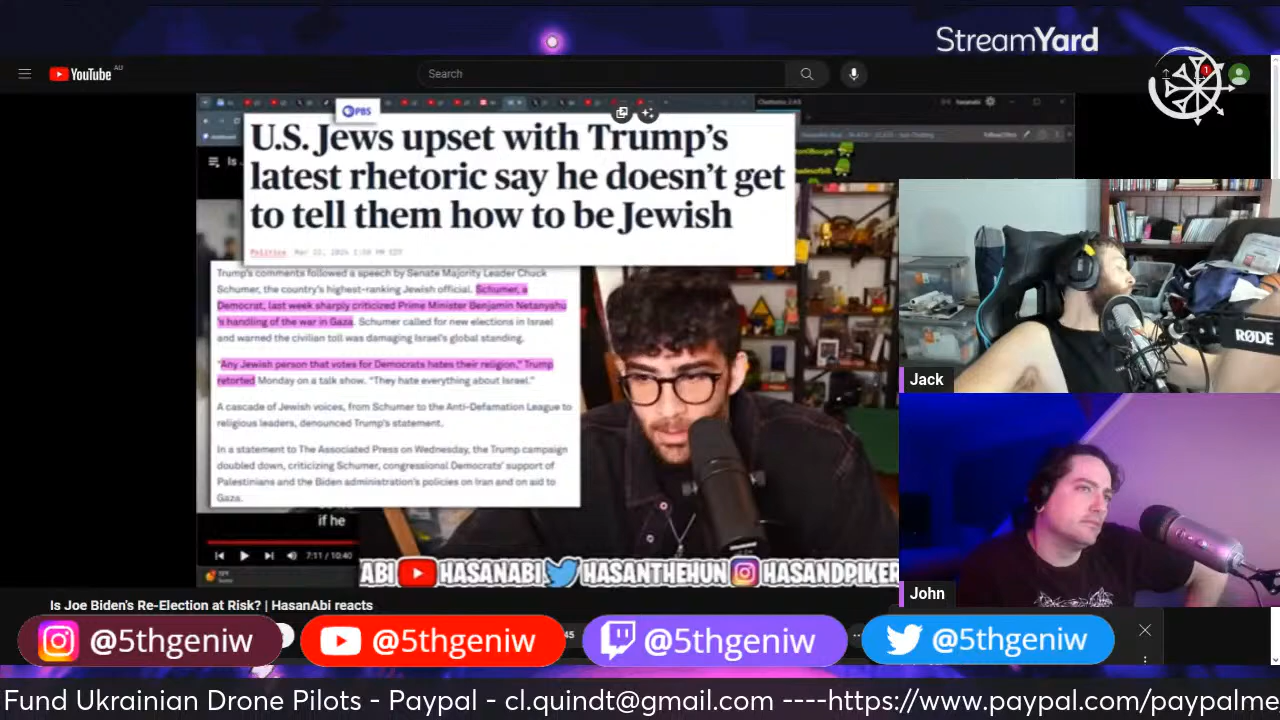 StreamYard
YouTube AU
Search
1
PBS
U.S. Jews upset with Trump's
latest rhetoric say he doesn't get
to tell them how to be Jewish
Is
Politics
Trump's comments followed a speech by Senate Majority Leader Chuck
Schumer, the country's highest-ranking Jewish official. Schumer, a
Democrat, last week sharply criticized Prime Minister Benjamin Netanyahu
's handling of the war in Gaza. Schumer called for new elections in Israel
and warned the civilian toll was damaging Israel's global standing.
"Any Jewish person that votes for Democrats hates their religion," Trump
retorted Monday on a talk show. "They hate everything about Israel."
A cascade of Jewish voices, from Schumer to the Anti-Defamation League to
religious leaders, denounced Trump's statement.
In a statement to The Associated Press on Wednesday, the Trump campaign
doubled down, criticizing Schumer, congressional Democrats' support of
Palestinians and the Biden administration's policies on Iran and on aid to
Gaza.
if he
7:11 / 10:40
ABI HASANABI HASANTHEHUN HASANDPIKER
RØDE
Jack
John
Is Joe Biden's Re-Election at Risk? | HasanAbi reacts
@5thgeniw @5thgeniw @5thgeniw @5thgeniw
Fund Ukrainian Drone Pilots - Paypal - cl.quindt@gmail.com ----https://www.paypal.com/paypalme